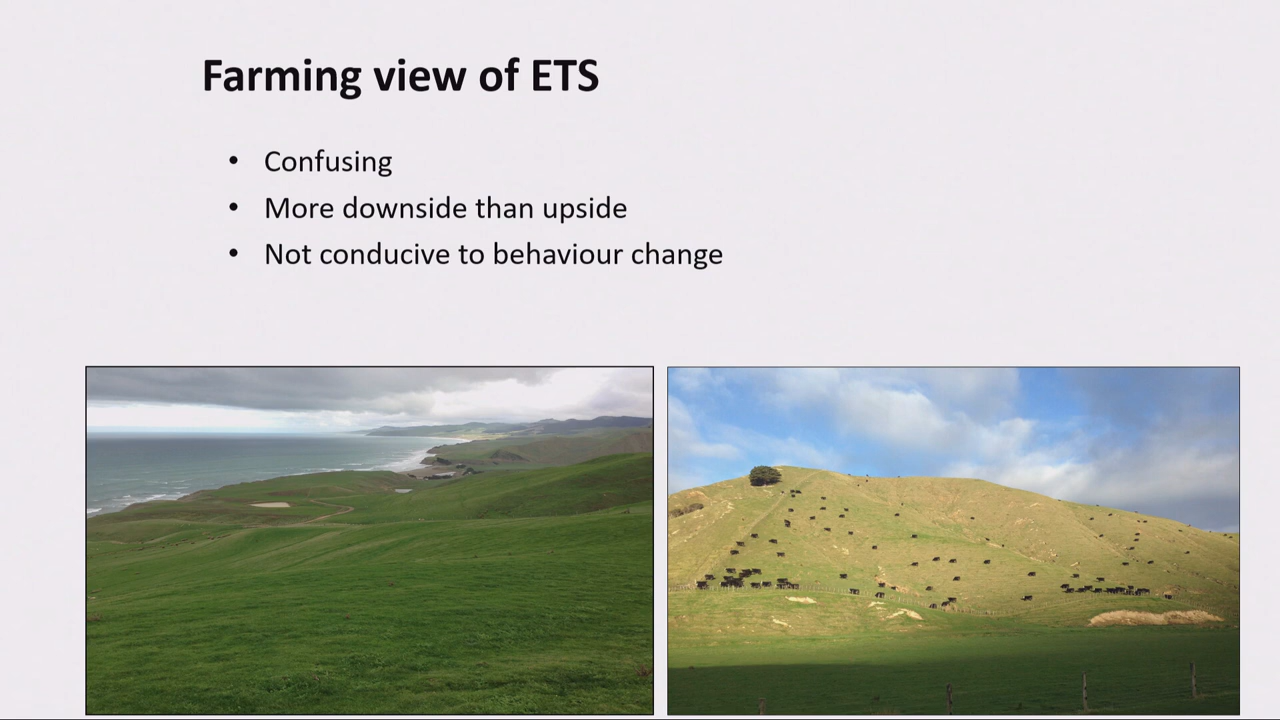 Farming view of ETS
• Confusing
• More downside than upside
• Not conducive to behaviour change